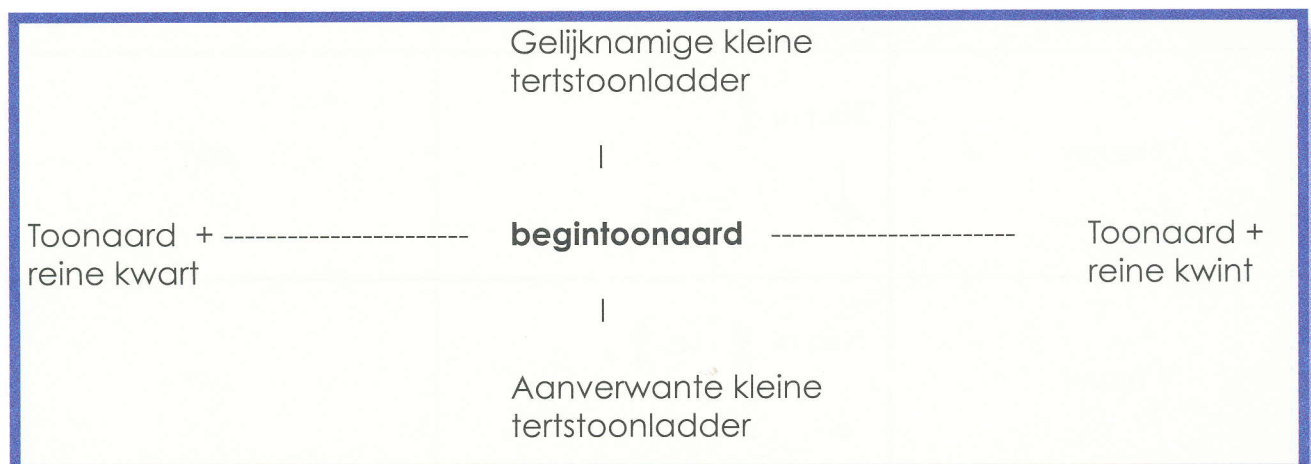 Gelijknamige kleine
tertstoonladder
|
Toonaard + ---------------------- begintoonaard ---------------------- Toonaard +
reine kwart reine kwint
|
Aanverwante kleine
tertstoonladder